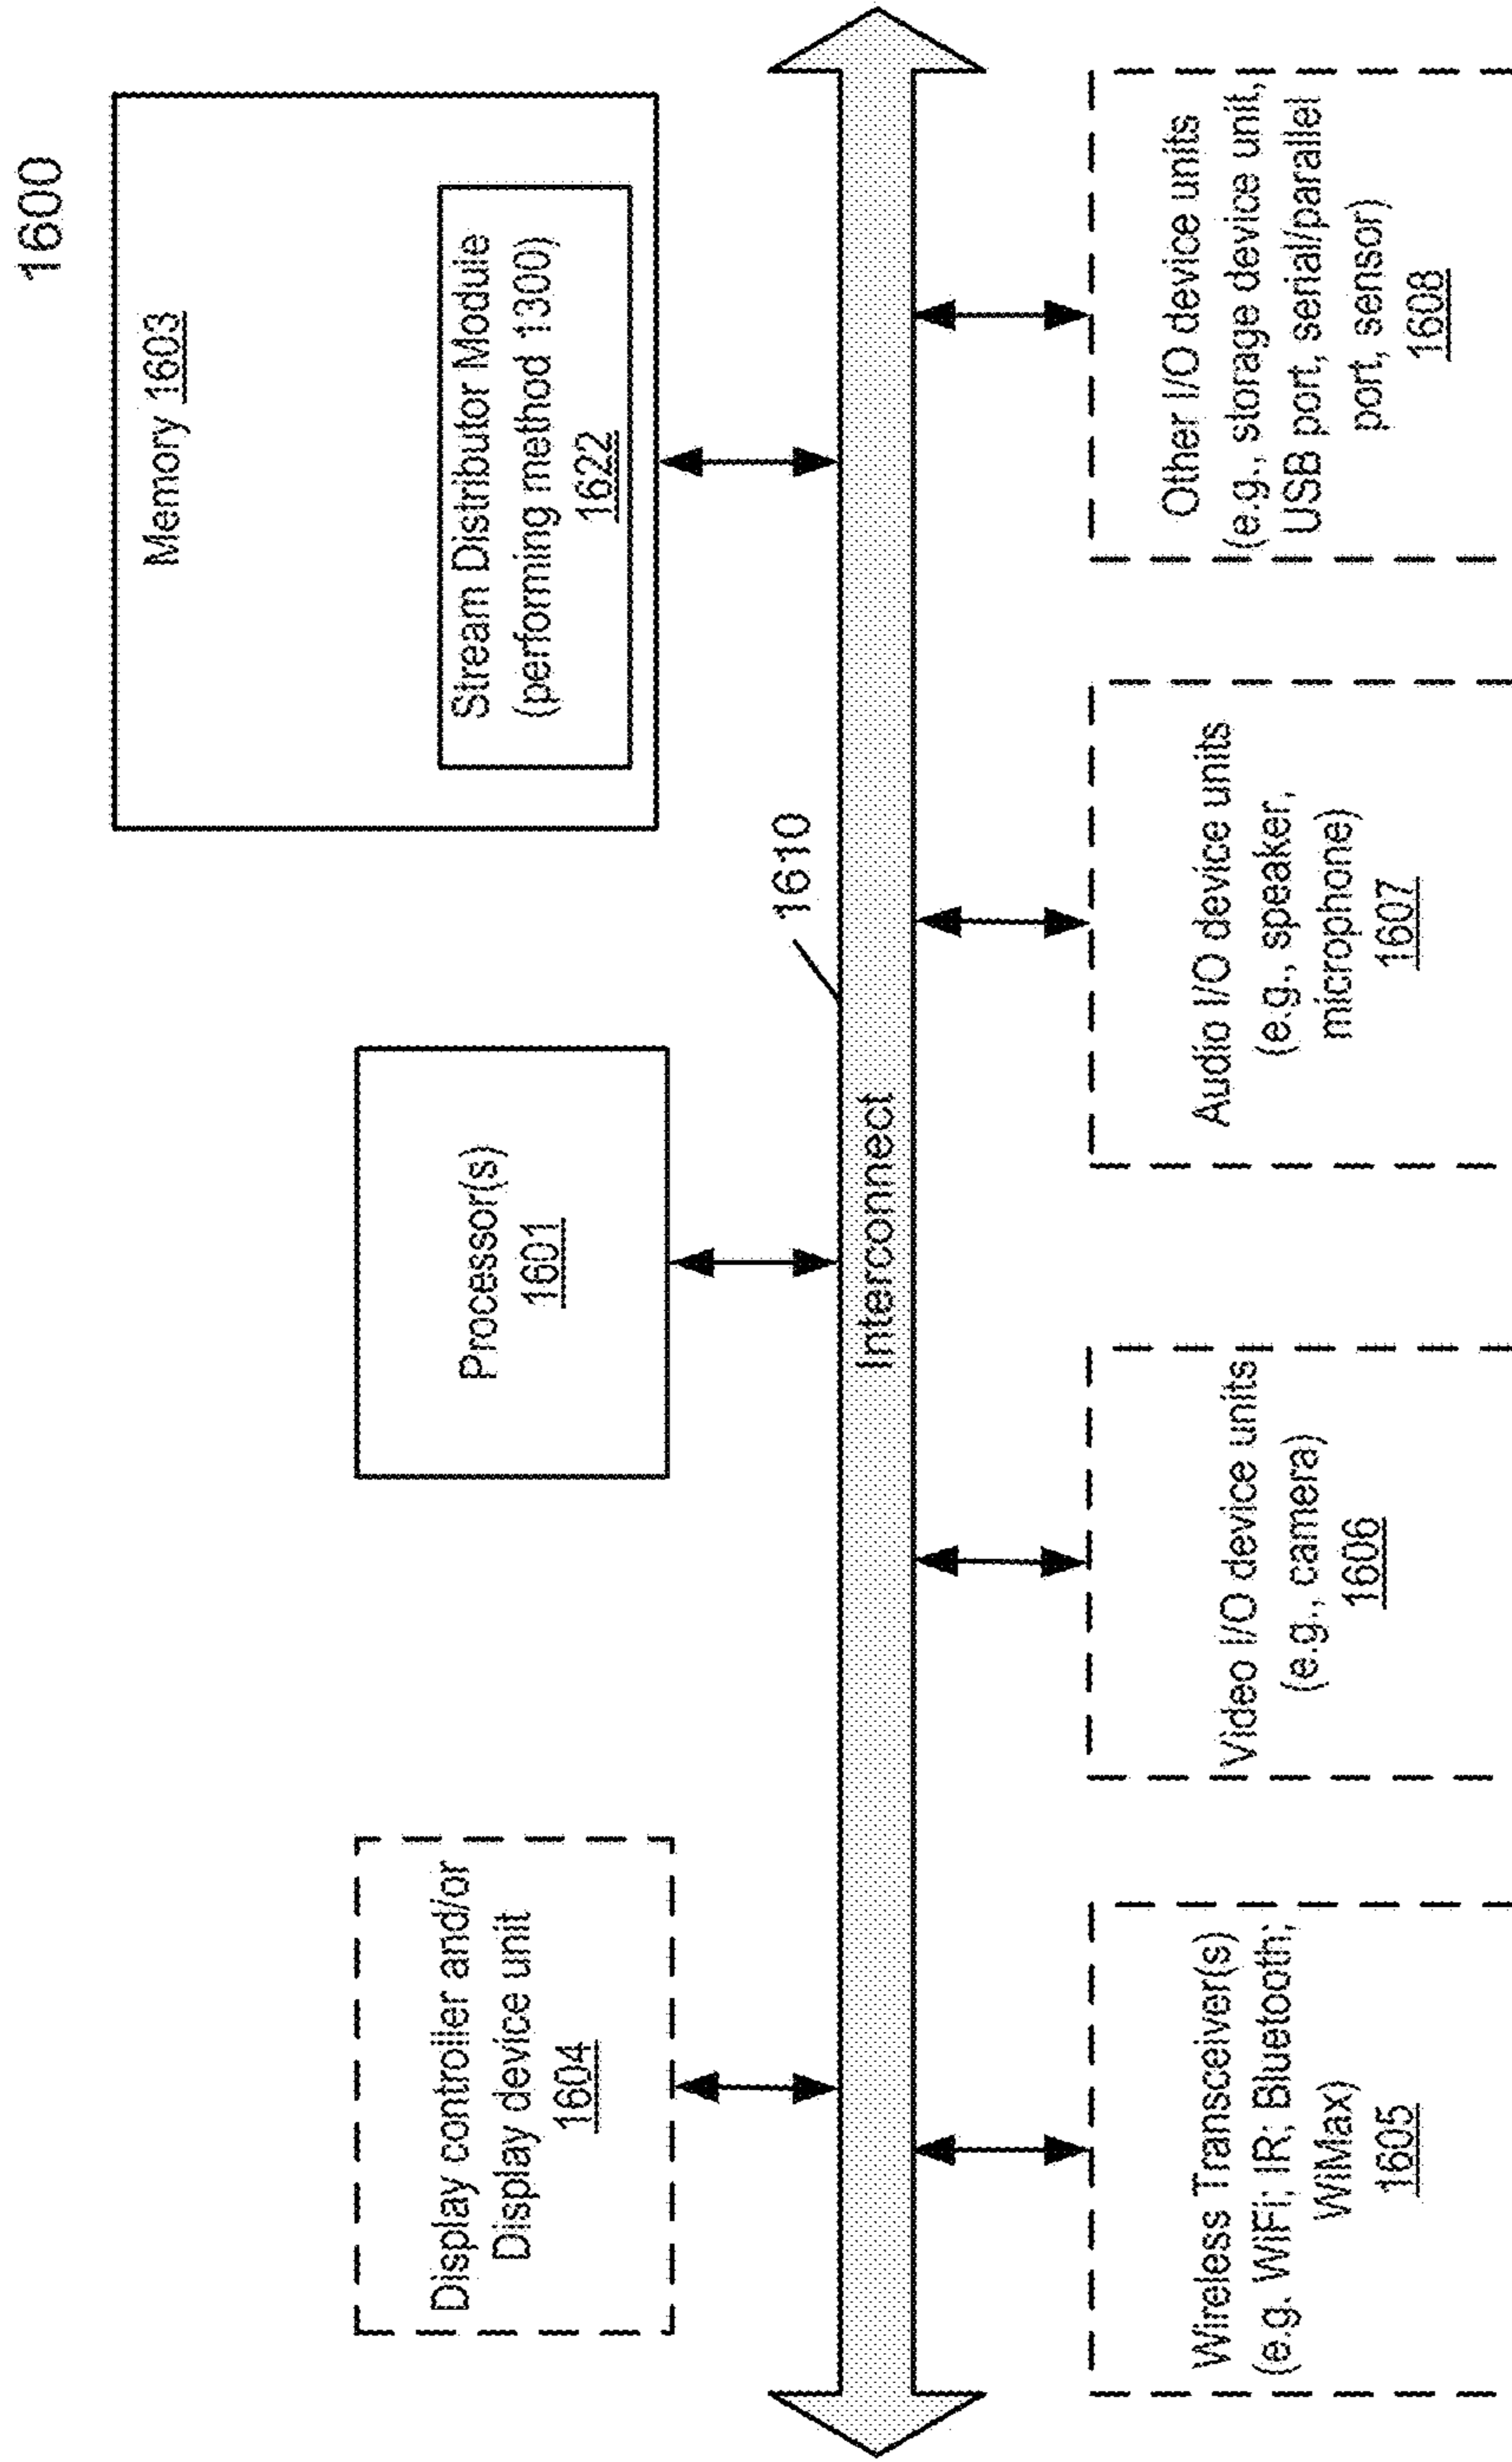 1600
Memory 1603
Stream Distributor Module
(performing method 1300)
1622
Processor(s)
1601
Display controller and/or
Display device unit
1604
1610
Interconnect
Wireless Transceiver(s)
(e.g. WiFi; IR; Bluetooth;
WiMax)
1605
Video I/O device units
(e.g., camera)
1606
Audio I/O device units
(e.g., speaker,
microphone)
1607
Other I/O device units
(e.g., storage device unit,
USB port, serial/parallel
port, sensor)
1608